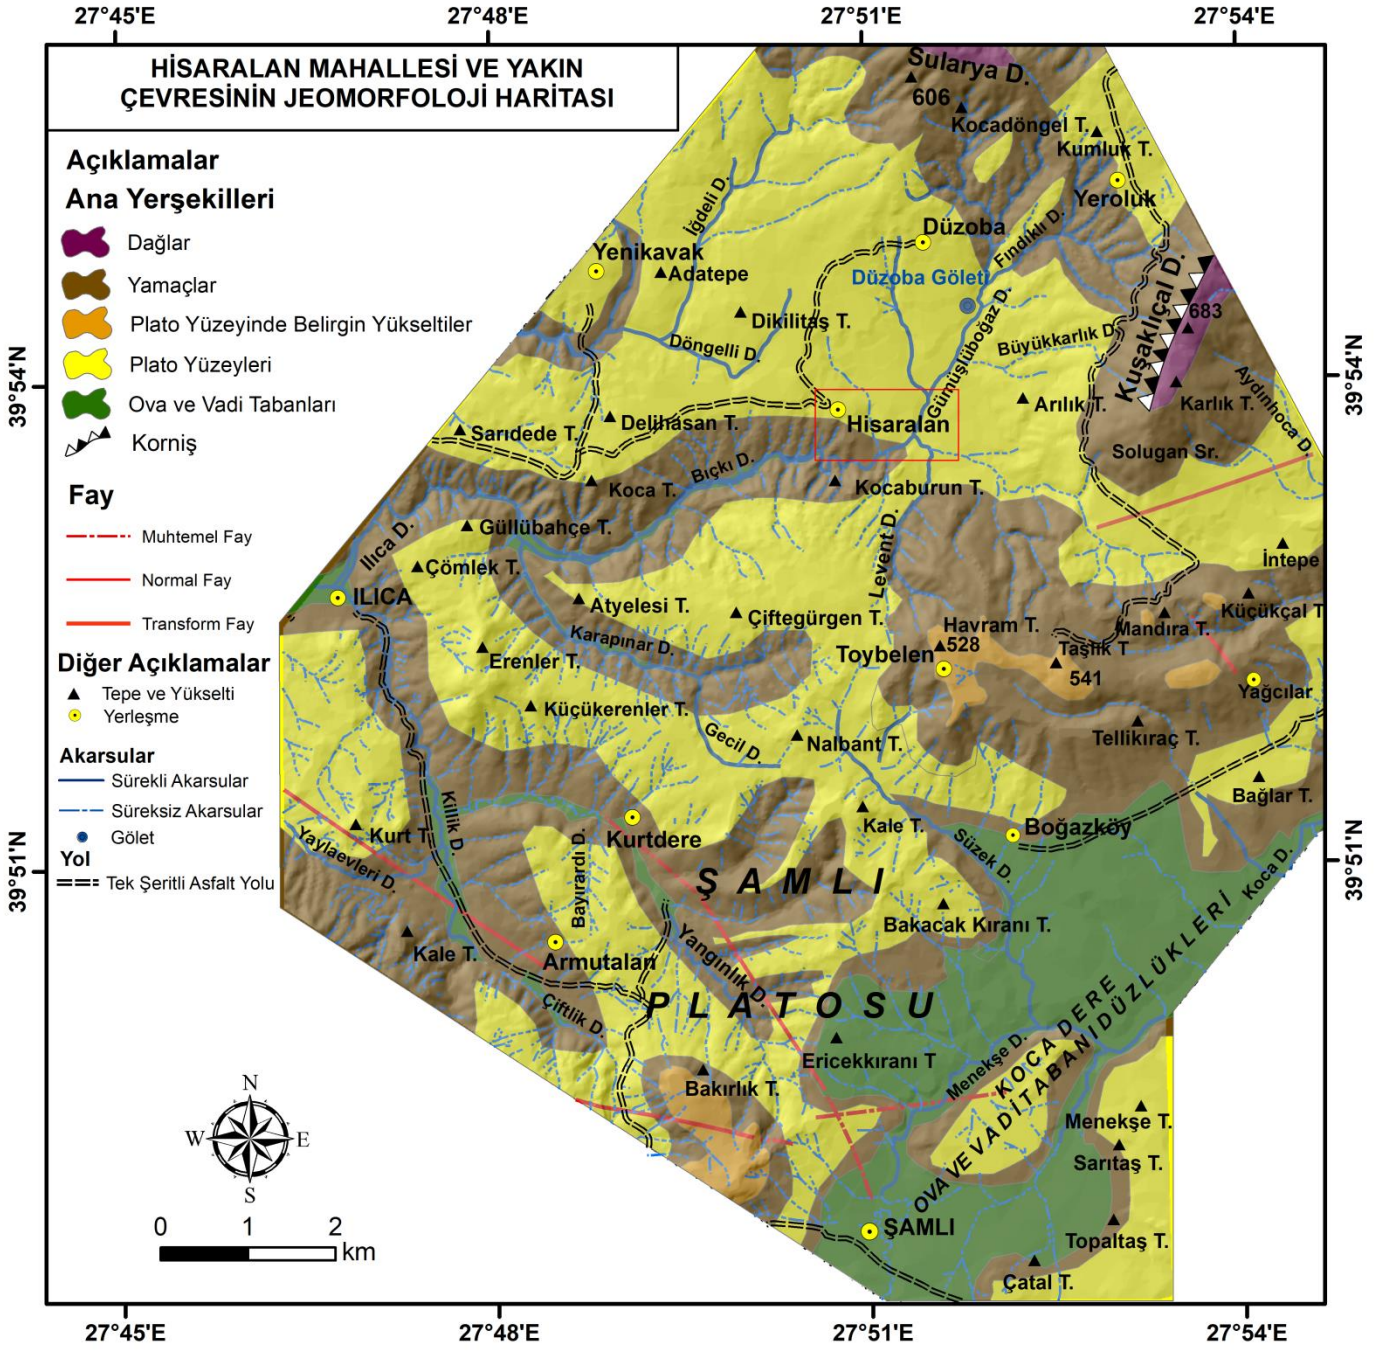 27°45'E
27°48'E
27°51'E
27°54'E
HİSARALAN MAHALLESİ VE YAKIN
ÇEVRESİNİN JEOMORFOLOJİ HARİTASI
Açıklamalar
Ana Yerşekilleri
Dağlar
Yamaçlar
Plato Yüzeyinde Belirgin Yükseltiler
Plato Yüzeyleri
Ova ve Vadi Tabanları
Korniş
Fay
Muhtemel Fay
Normal Fay
Transform Fay
Diğer Açıklamalar
Tepe ve Yükselti
Yerleşme
Akarsular
Sürekli Akarsular
Süreksiz Akarsular
Gölet
Yol
Tek Şeritli Asfalt Yolu
39°54'N
39°51'N
39°54'N
39°51'N
Sularya D.
606
Kocadöngel T.
Kumluk T.
Yeroluk
İgdeli D.
Düzoba
Fındıklı D.
Yenikavak
Adatepe
Düzoba Göleti
Kuşaklıçal D.
683
Dikilitaş T.
Gümüşlüboğaz D.
Büyükkarlık D.
Döngelli D.
Aydınhoca D.
Karlık T.
Arılık T.
Delihasan T.
Hisaralan
Sarıdede T.
Solugan Sr.
Bıçkı D.
Koca T.
Kocaburun T.
Güllübahçe T.
Ilıca D.
Levent D.
İntepe
Çömlek T.
ILICA
Atyelesi T.
Çiftegürgen T.
Küçükçal T.
Havram T.
Mandıra T.
Karapınar D.
528
Taşlık T
Toybelen
Erenler T.
541
Yağcılar
Küçükerenler T.
Gecil D.
Nalbant T.
Tellikıraç T.
Bağlar T.
Killik D.
Kurt T.
Kurtdere
Kale T.
Boğazköy
Süzek D.
Koca D.
Yaylaevleri D.
Bayırardı D.
ŞAMLI
Bakacak Kıranı T.
Kale T.
Yangınlık D.
Armutalan
PLATOSU
Çiftlik D.
Ericekkıranı T
Menekşe D.
KOCA DERE
OVA VE VADİ TABANI DÜZLÜKLERİ
Bakırlık T.
Menekşe T.
Sarıtaş T.
ŞAMLI
Topaltaş T.
Çatal T.
N
W
E
S
0
1
2
km
27°45'E
27°48'E
27°51'E
27°54'E